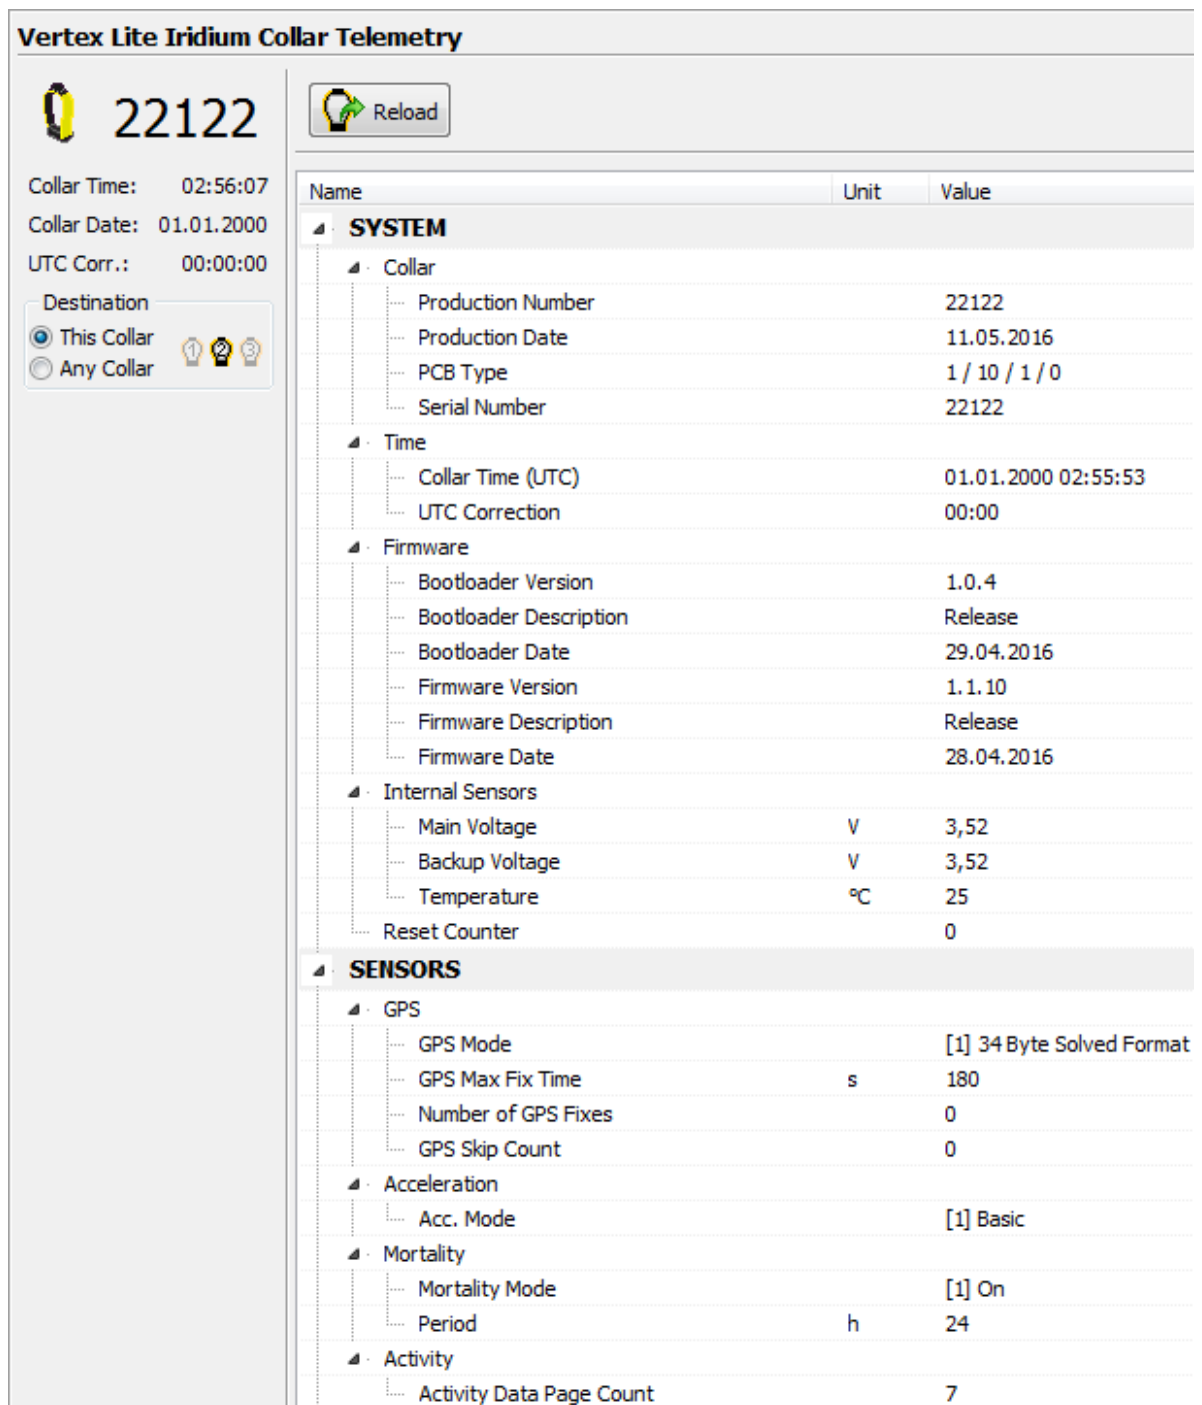 Vertex Lite Iridium Collar Telemetry
22122
Collar Time: 02:56:07
Collar Date: 01.01.2000
UTC Corr.: 00:00:00
Destination
This Collar
Any Collar
1 2 3
Reload
Name Unit Value
SYSTEM
Collar
Production Number 22122
Production Date 11.05.2016
PCB Type 1 / 10 / 1 / 0
Serial Number 22122
Time
Collar Time (UTC) 01.01.2000 02:55:53
UTC Correction 00:00
Firmware
Bootloader Version 1.0.4
Bootloader Description Release
Bootloader Date 29.04.2016
Firmware Version 1.1.10
Firmware Description Release
Firmware Date 28.04.2016
Internal Sensors
Main Voltage V 3,52
Backup Voltage V 3,52
Temperature °C 25
Reset Counter 0
SENSORS
GPS
GPS Mode [1] 34 Byte Solved Format
GPS Max Fix Time s 180
Number of GPS Fixes 0
GPS Skip Count 0
Acceleration
Acc. Mode [1] Basic
Mortality
Mortality Mode [1] On
Period h 24
Activity
Activity Data Page Count 7